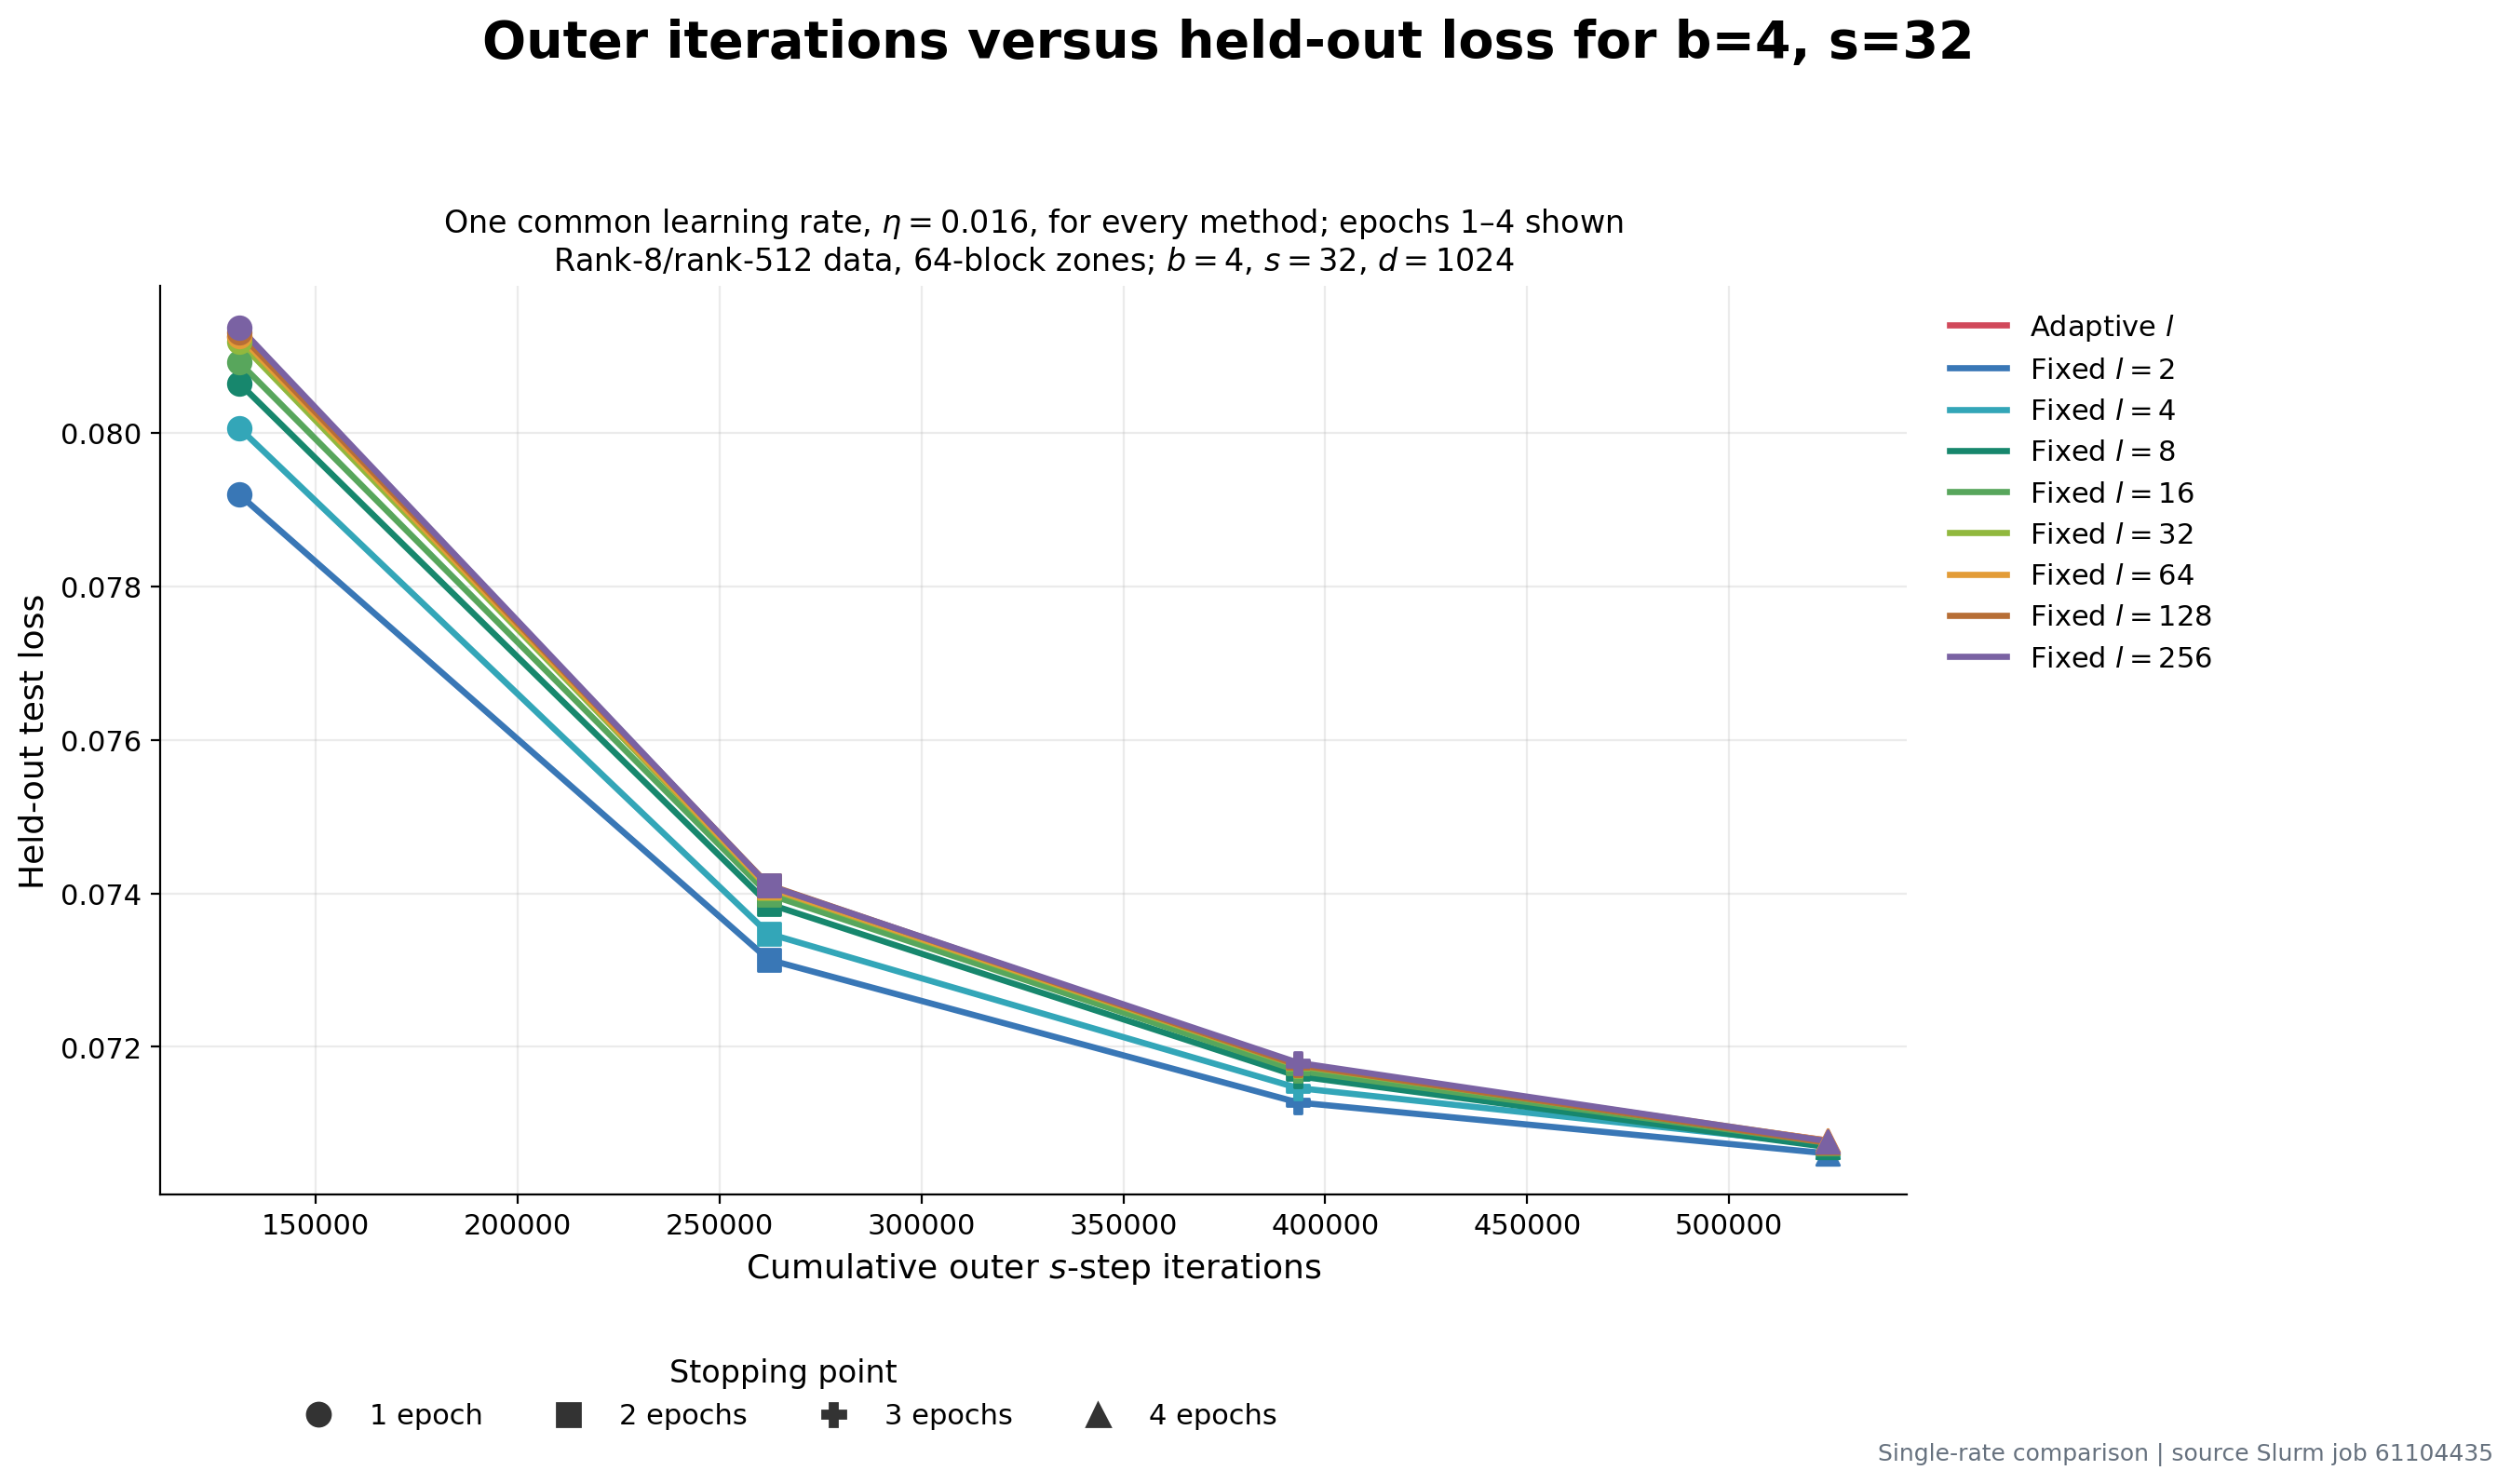 Outer iterations versus held-out loss for b=4, s=32
One common learning rate, η = 0.016, for every method; epochs 1–4 shown
Rank-8/rank-512 data, 64-block zones; b = 4, s = 32, d = 1024
Held-out test loss
0.080
0.078
0.076
0.074
0.072
150000
200000
250000
300000
350000
400000
450000
500000
Cumulative outer s-step iterations
Adaptive l
Fixed l = 2
Fixed l = 4
Fixed l = 8
Fixed l = 16
Fixed l = 32
Fixed l = 64
Fixed l = 128
Fixed l = 256
Stopping point
1 epoch
2 epochs
3 epochs
4 epochs
Single-rate comparison | source Slurm job 61104435